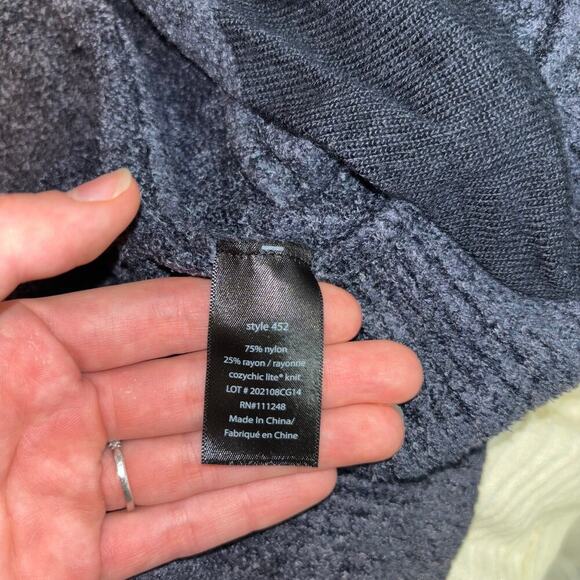 style 452
75% nylon
25% rayon / rayonne
cozychic lite® knit
LOT # 202108CG14
RN#111248
Made in China/
Fabriqué en Chine